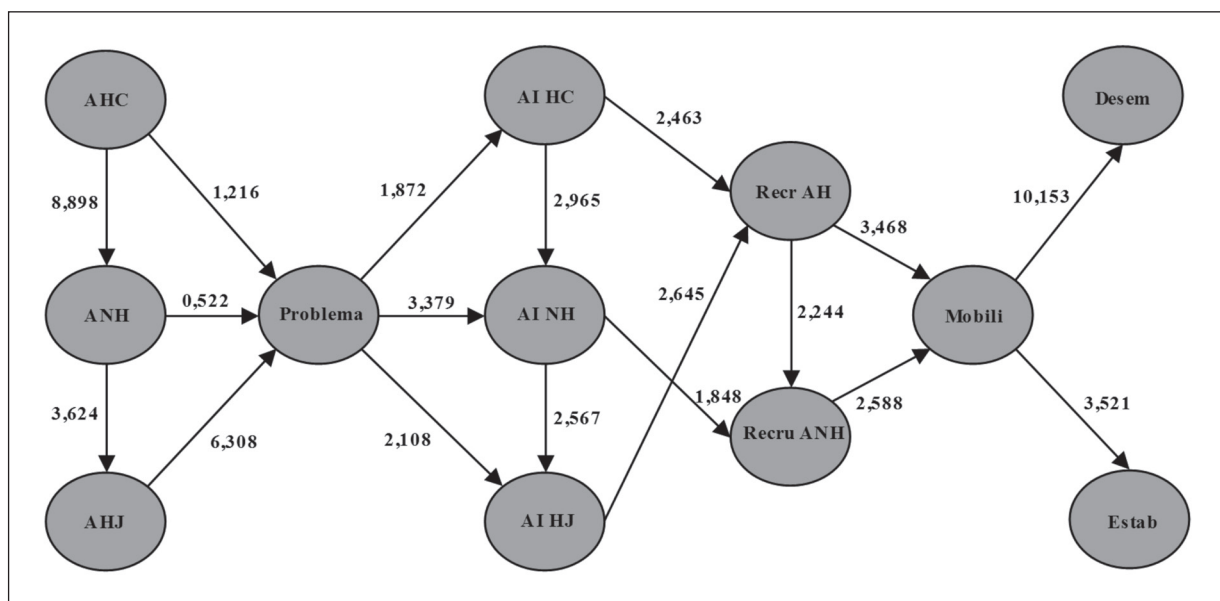 AHC
AI HC
Desem
2,463
8,898
1,216
1,872
2,965
Recr AH
10,153
3,468
ANH
0,522
Problema
3,379
AI NH
2,645
2,244
Mobili
3,624
6,308
2,108
2,567
1,848
Recru ANH
2,588
3,521
AHJ
AI HJ
Estab